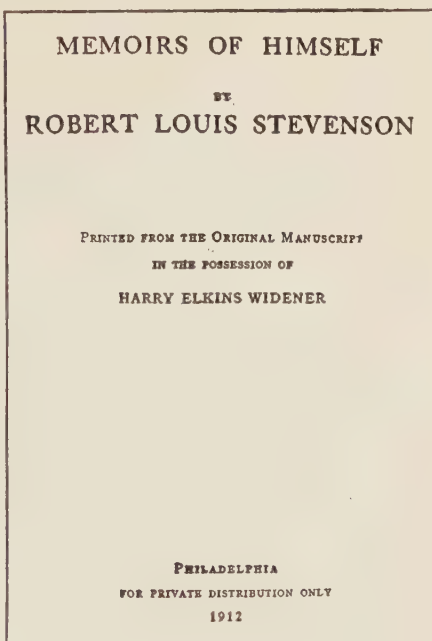 MEMOIRS OF HIMSELF
BY
ROBERT LOUIS STEVENSON
PRINTED FROM THE ORIGINAL MANUSCRIPT
IN THE POSSESSION OF
HARRY ELKINS WIDENER
PHILADELPHIA
FOR PRIVATE DISTRIBUTION ONLY
1912